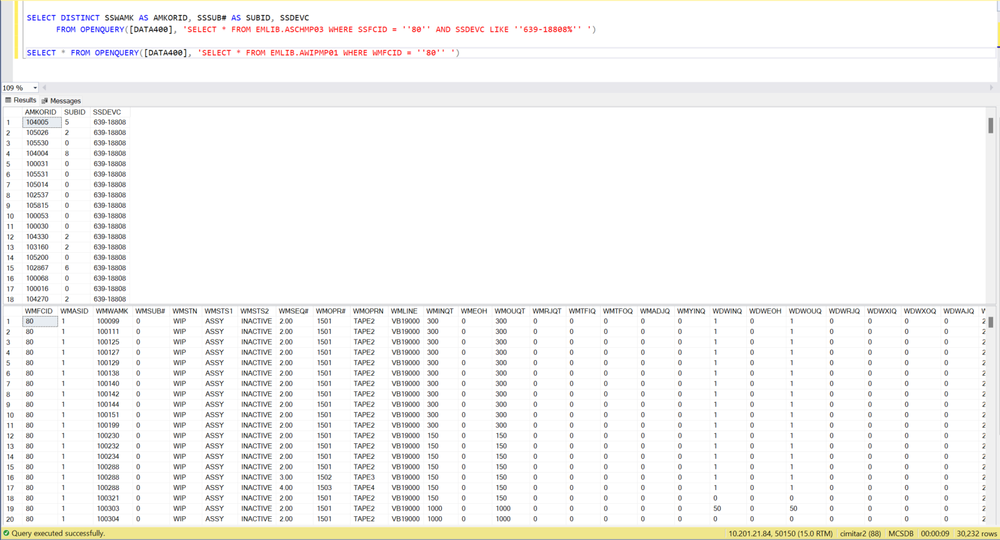 SELECT DISTINCT SSWAMK AS AMKORID, SSSUB# AS SUBID, SSDEVC
FROM OPENQUERY([DATA400], 'SELECT * FROM EMLIB.ASCHMP03 WHERE SSFCID = ''80'' AND SSDEVC LIKE ''639-18808%'' ')
SELECT * FROM OPENQUERY([DATA400], 'SELECT * FROM EMLIB.AWIPMP01 WHERE WMFCID = ''80'' ')
109 %
Results Messages
AMKORID SUBID SSDEVC
1 104005 5 639-18808
2 105026 2 639-18808
3 105530 0 639-18808
4 104004 8 639-18808
5 100031 0 639-18808
6 105531 0 639-18808
7 105014 0 639-18808
8 102537 0 639-18808
9 105815 0 639-18808
10 100053 0 639-18808
11 100030 0 639-18808
12 104330 2 639-18808
13 103160 2 639-18808
14 105200 0 639-18808
15 102867 6 639-18808
16 100068 0 639-18808
17 100016 0 639-18808
18 104270 2 639-18808
WMFCID WMASID WMWAMK WMSUB# WMSTN WMSTS1 WMSTS2 WMSEQ# WMOPR# WMOPRN WMLINE WMINQT WMEOH WMOUQT WMRJQT WMTFIQ WMTFOQ WMADJQ WMYINQ WDWINQ WDWEOH WDWOUQ WDWRJQ WDWXIQ WDWXOQ WDWAJQ
1 80 1 100099 0 WIP ASSY INACTIVE 2.00 1501 TAPE2 VB19000 300 0 300 0 0 0 0 0 1 0 1 0 0 0 0 2
2 80 1 100111 0 WIP ASSY INACTIVE 2.00 1501 TAPE2 VB19000 300 0 300 0 0 0 0 0 1 0 1 0 0 0 0 2
3 80 1 100125 0 WIP ASSY INACTIVE 2.00 1501 TAPE2 VB19000 300 0 300 0 0 0 0 0 1 0 1 0 0 0 0 2
4 80 1 100127 0 WIP ASSY INACTIVE 2.00 1501 TAPE2 VB19000 300 0 300 0 0 0 0 0 1 0 1 0 0 0 0 2
5 80 1 100129 0 WIP ASSY INACTIVE 2.00 1501 TAPE2 VB19000 300 0 300 0 0 0 0 0 1 0 1 0 0 0 0 2
6 80 1 100138 0 WIP ASSY INACTIVE 2.00 1501 TAPE2 VB19000 300 0 300 0 0 0 0 0 1 0 1 0 0 0 0 2
7 80 1 100140 0 WIP ASSY INACTIVE 2.00 1501 TAPE2 VB19000 300 0 300 0 0 0 0 0 1 0 1 0 0 0 0 2
8 80 1 100142 0 WIP ASSY INACTIVE 2.00 1501 TAPE2 VB19000 300 0 300 0 0 0 0 0 1 0 1 0 0 0 0 2
9 80 1 100144 0 WIP ASSY INACTIVE 2.00 1501 TAPE2 VB19000 300 0 300 0 0 0 0 0 1 0 1 0 0 0 0 2
10 80 1 100151 0 WIP ASSY INACTIVE 2.00 1501 TAPE2 VB19000 300 0 300 0 0 0 0 0 1 0 1 0 0 0 0 2
11 80 1 100199 0 WIP ASSY INACTIVE 2.00 1501 TAPE2 VB19000 300 0 300 0 0 0 0 0 1 0 1 0 0 0 0 2
12 80 1 100230 0 WIP ASSY INACTIVE 2.00 1501 TAPE2 VB19000 150 0 150 0 0 0 0 0 1 0 1 0 0 0 0 2
13 80 1 100232 0 WIP ASSY INACTIVE 2.00 1501 TAPE2 VB19000 150 0 150 0 0 0 0 0 1 0 1 0 0 0 0 2
14 80 1 100234 0 WIP ASSY INACTIVE 2.00 1501 TAPE2 VB19000 150 0 150 0 0 0 0 0 1 0 1 0 0 0 0 2
15 80 1 100288 0 WIP ASSY INACTIVE 2.00 1501 TAPE2 VB19000 150 0 150 0 0 0 0 0 1 0 1 0 0 0 0 2
16 80 1 100288 0 WIP ASSY INACTIVE 3.00 1502 TAPE3 VB19000 150 0 150 0 0 0 0 0 1 0 1 0 0 0 0 2
17 80 1 100288 0 WIP ASSY INACTIVE 4.00 1503 TAPE4 VB19000 150 0 150 0 0 0 0 0 1 0 1 0 0 0 0 2
18 80 1 100321 0 WIP ASSY INACTIVE 2.00 1501 TAPE2 VB19000 150 0 150 0 0 0 0 0 0 0 0 0 0 0 0 2
19 80 1 100303 0 WIP ASSY INACTIVE 2.00 1501 TAPE2 VB19000 1000 0 1000 0 0 0 0 0 50 0 50 0 0 0 0 2
20 80 1 100304 0 WIP ASSY INACTIVE 2.00 1501 TAPE2 VB19000 1000 0 1000 0 0 0 0 0 0 0 0 0 0 0 0 2
Query executed successfully. 10.201.21.84, 50150 (15.0 RTM) cimitar2 (88) MCSDB 00:00:09 30,232 rows